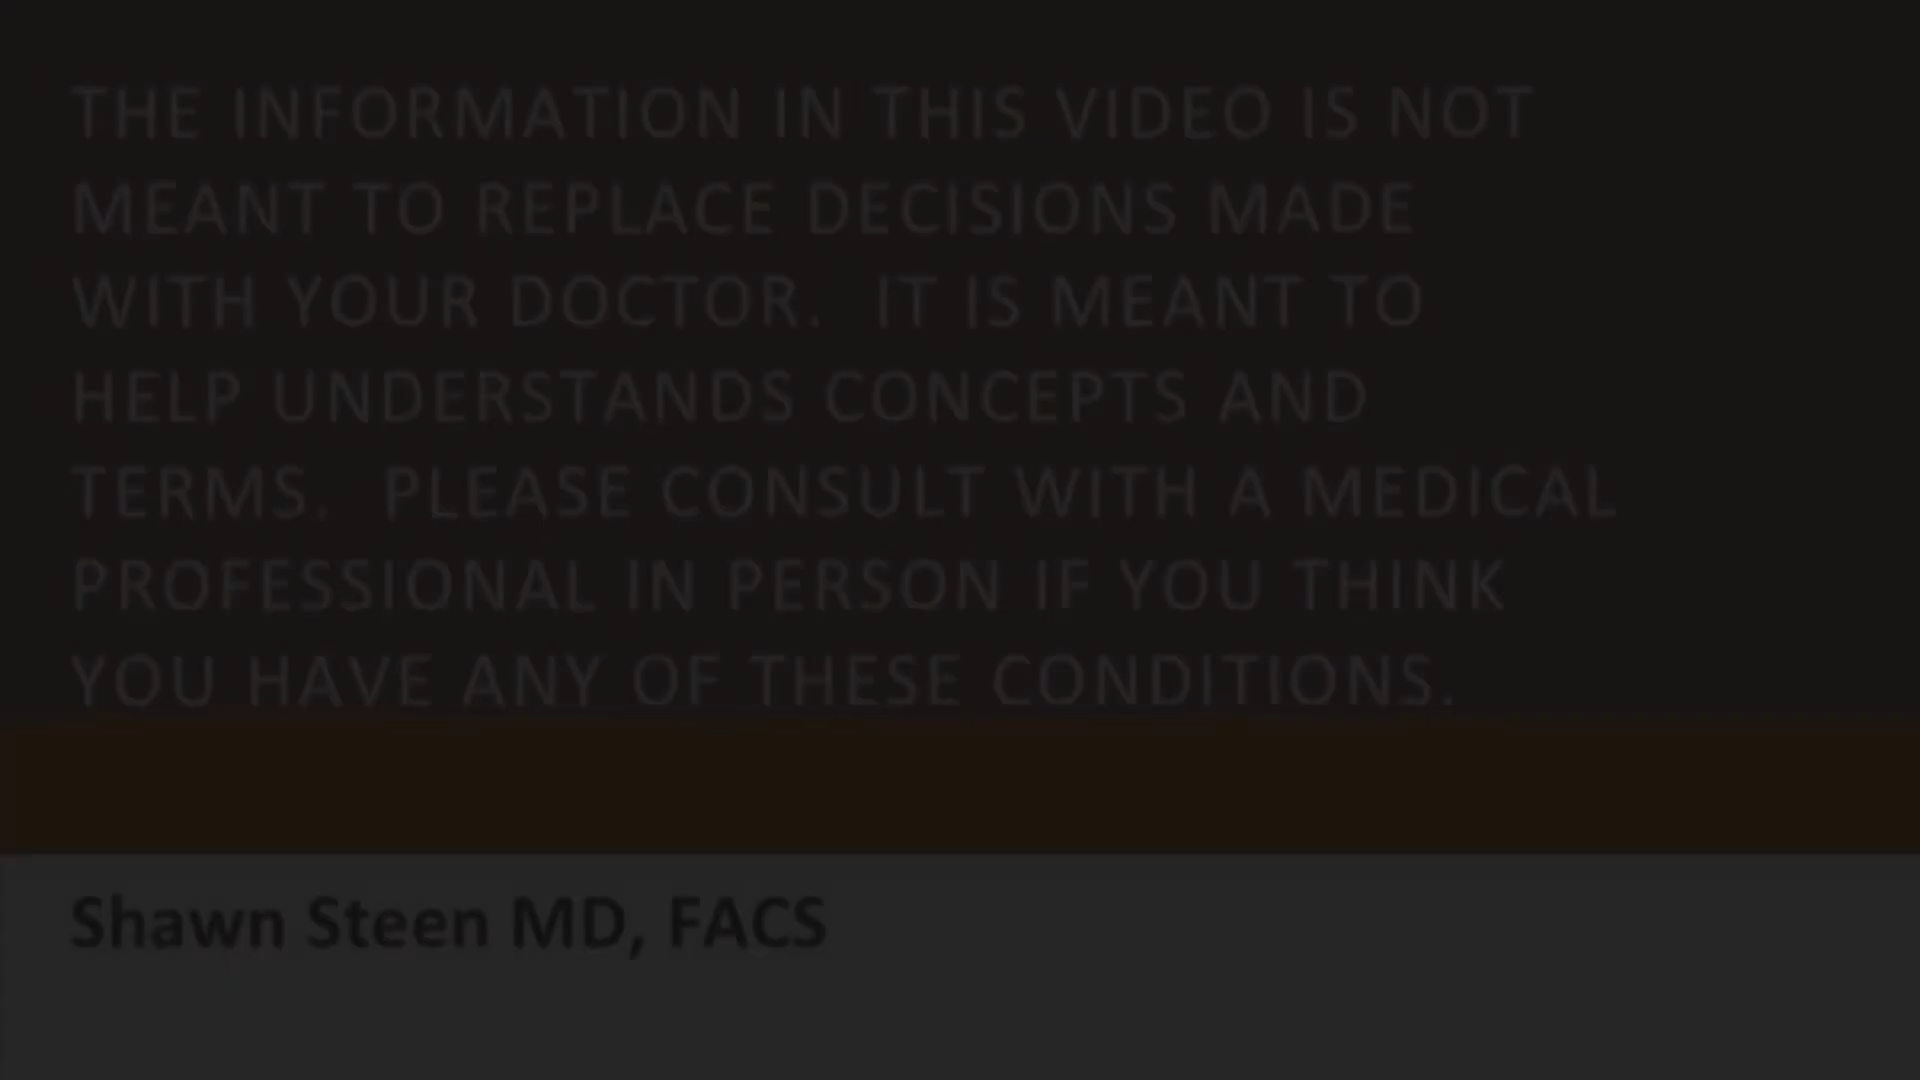 THE INFORMATION IN THIS VIDEO IS NOT
MEANT TO REPLACE DECISIONS MADE
WITH YOUR DOCTOR.  IT IS MEANT TO
HELP UNDERSTANDS CONCEPTS AND
TERMS.  PLEASE CONSULT WITH A MEDICAL
PROFESSIONAL IN PERSON IF YOU THINK
YOU HAVE ANY OF THESE CONDITIONS.
Shawn Steen MD, FACS